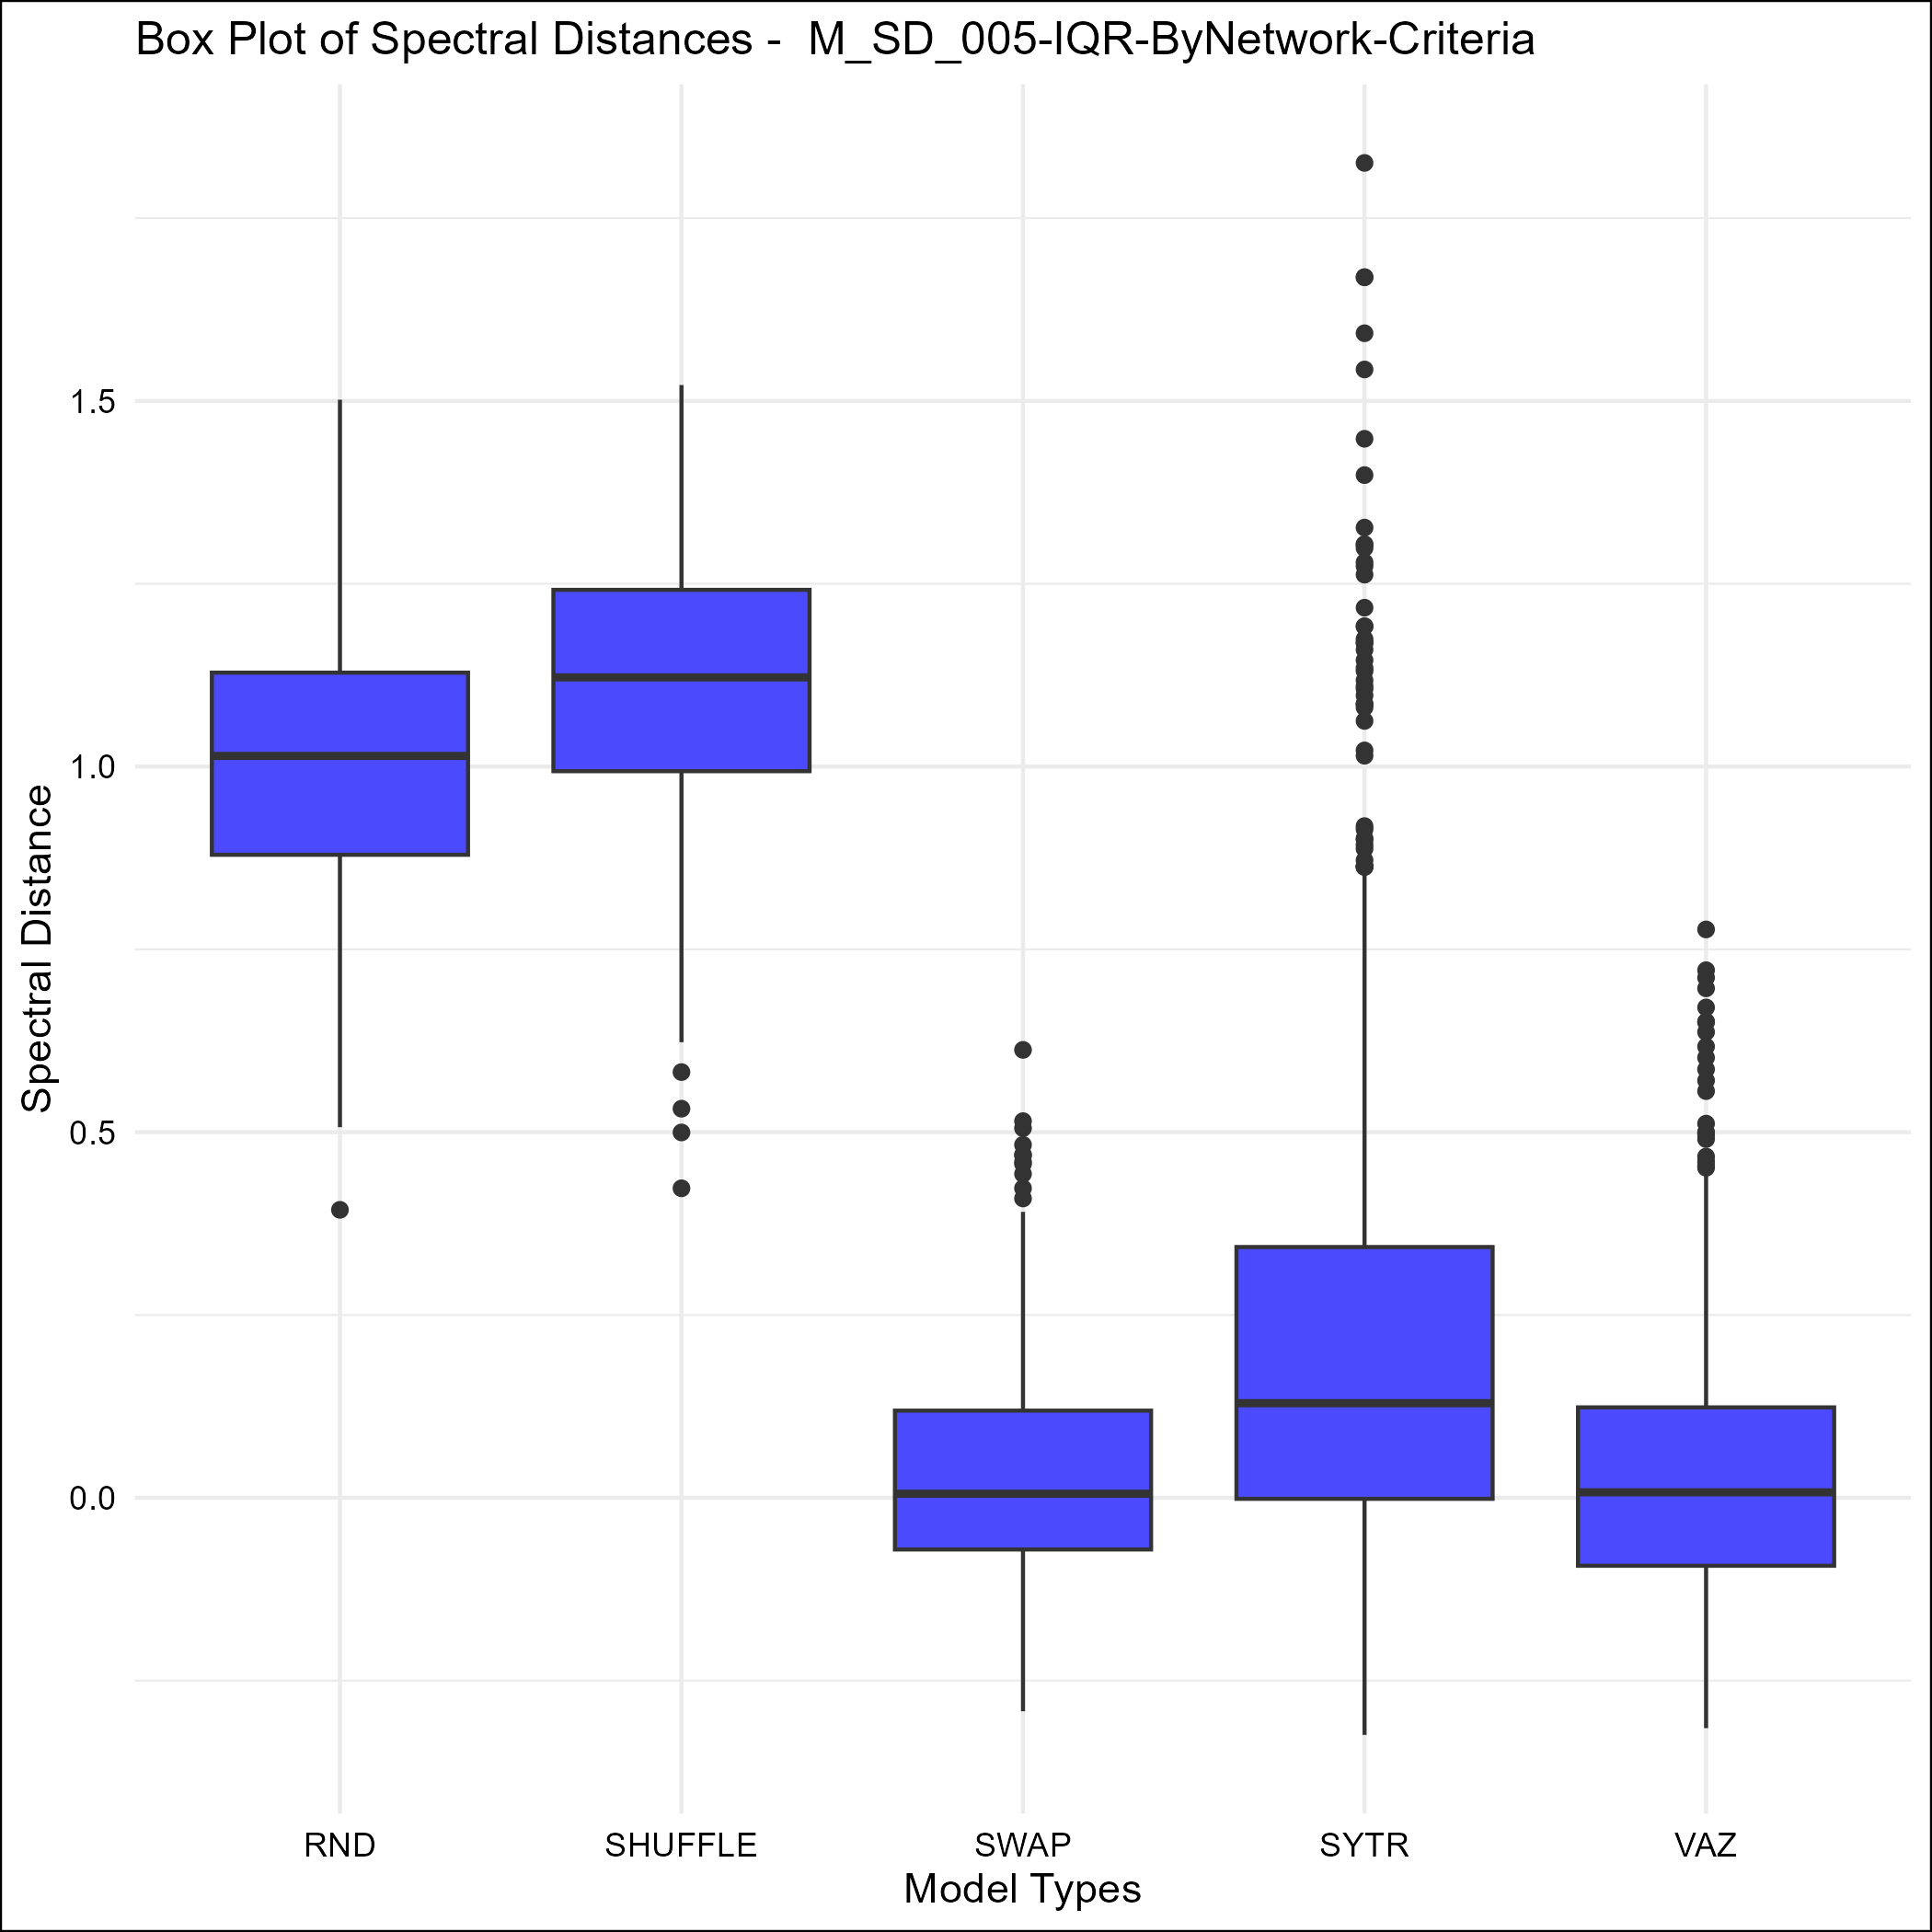 Box Plot of Spectral Distances -  M_SD_005-IQR-ByNetwork-Criteria
Spectral Distance
1.5
1.0
0.5
0.0
RND SHUFFLE SWAP SYTR VAZ
Model Types